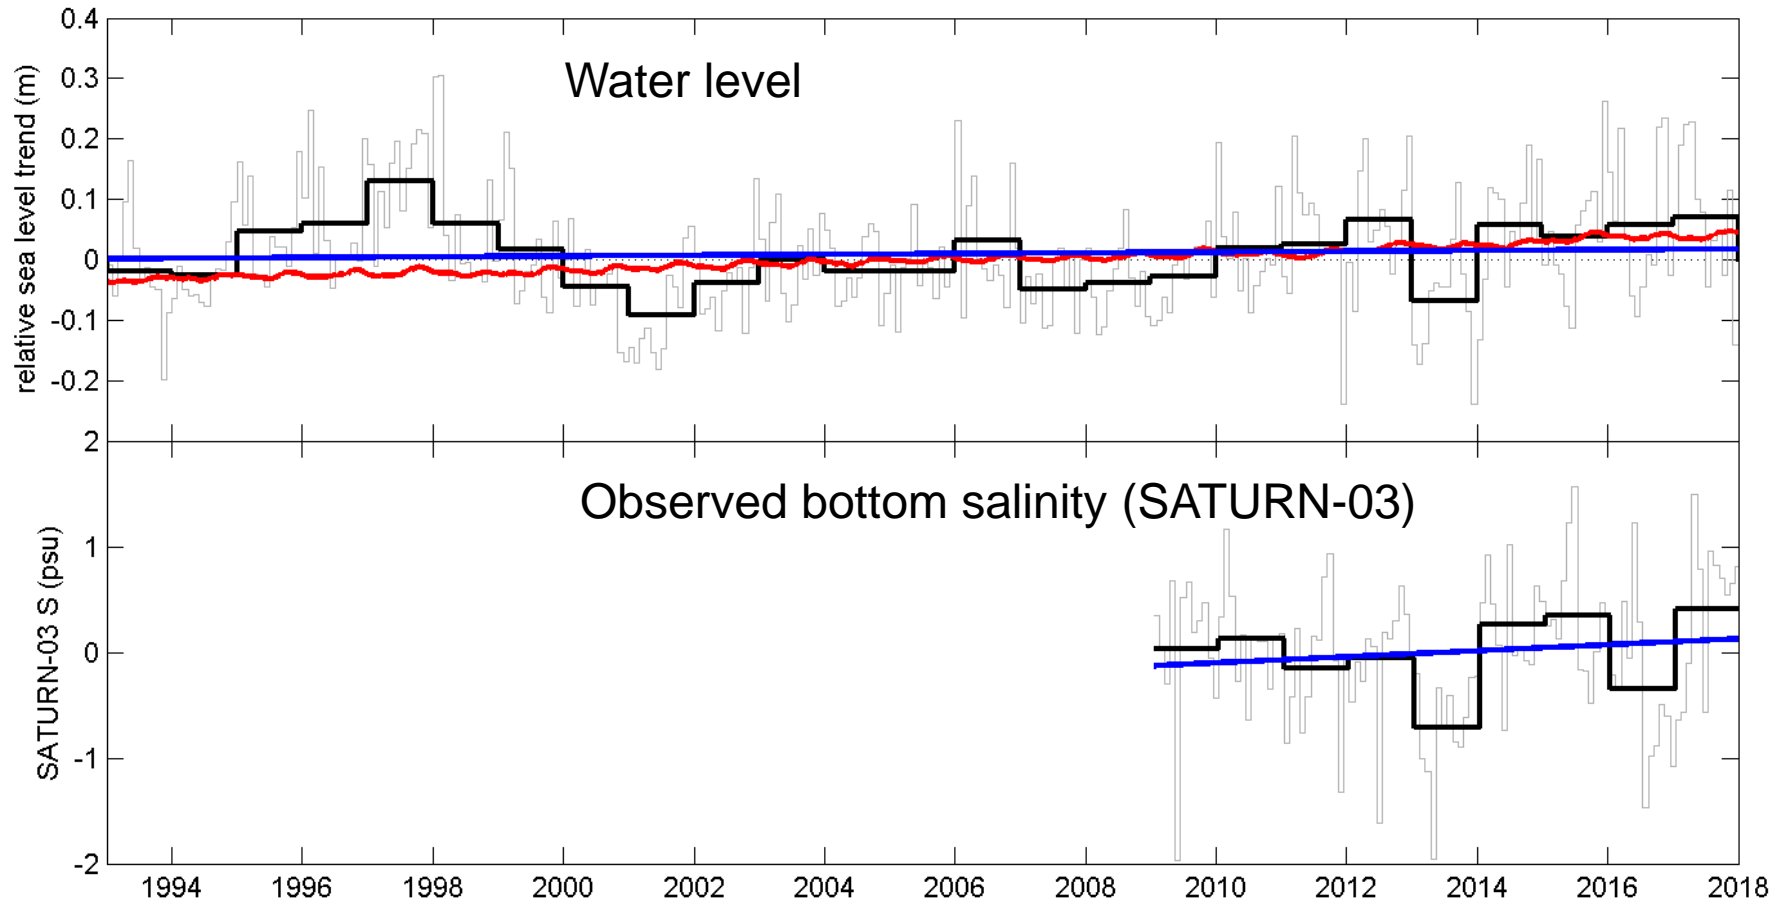 0.4
0.3
0.2
0.1
0
-0.1
-0.2
relative sea level trend (m)
Water level
2
1
0
-1
-2
SATURN-03 S (psu)
Observed bottom salinity (SATURN-03)
1994 1996 1998 2000 2002 2004 2006 2008 2010 2012 2014 2016 2018